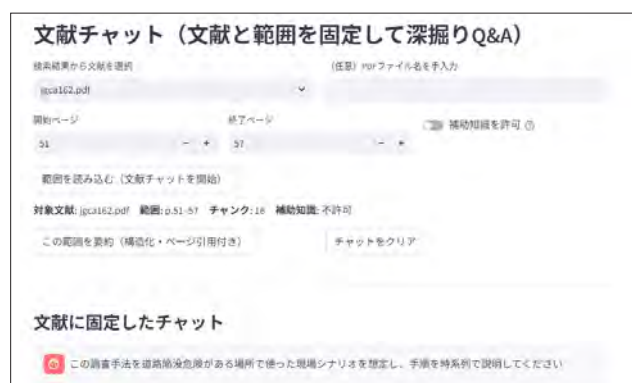 文献チャット（文献と範囲を固定して深掘りQ&A）
検索結果から文献を選択
（任意）PDFファイル名を手入力
jgca162.pdf
開始ページ
終了ページ
補助知識を許可
51 - +
57 - +
範囲を読み込む（文献チャットを開始）
対象文献: jgca162.pdf 範囲: p.51-57 チャンク: 16 補助知識: 不許可
この範囲を要約（構造化・ページ引用付き）
チャットをクリア
文献に固定したチャット
この調査手法を道路陥没危険がある場所で使った現場シナリオを想定し、手順を時系列で説明してください